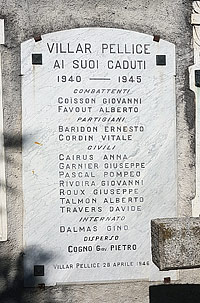 VILLAR PELLICE
AI SUOI CADUTI
1940 — 1945
COMBATTENTI
COÏSSON GIOVANNI
FAVOUT ALBERTO
PARTIGIANI
BARIDON ERNESTO
CORDIN VITALE
CIVILI
CAIRUS ANNA
GARNIER GIUSEPPE
PASCAL POMPEO
RIVOIRA GIOVANNI
ROUX GIUSEPPE
TALMON ALBERTO
TRAVERS DAVIDE
INTERNATO
DALMAS GINO
DISPERSO
COGNO GIOV. PIETRO
VILLAR PELLICE 28 APRILE 1946